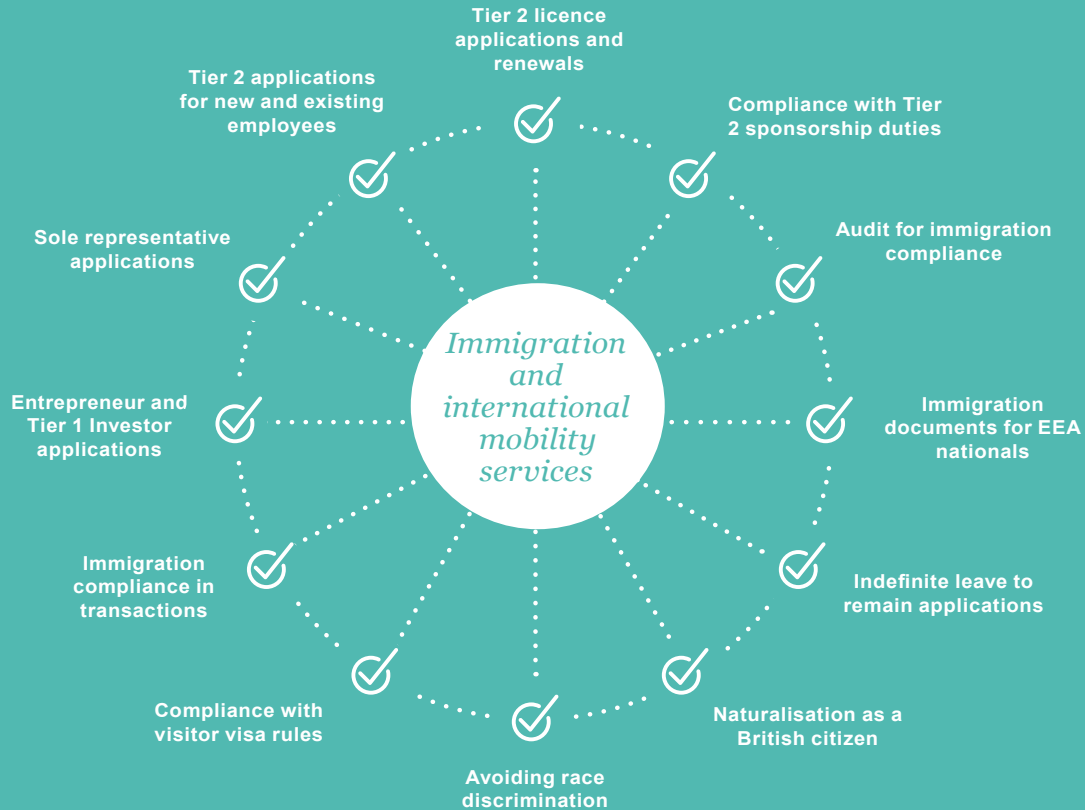 Tier 2 licence
applications and
renewals
Compliance with Tier
2 sponsorship duties
Audit for immigration
compliance
Immigration
documents for EEA
nationals
Indefinite leave to
remain applications
Naturalisation as a
British citizen
Avoiding race
discrimination
Compliance with
visitor visa rules
Immigration
compliance in
transactions
Entrepreneur and
Tier 1 Investor
applications
Sole representative
applications
Tier 2 applications
for new and existing
employees
Immigration
and
international
mobility
services